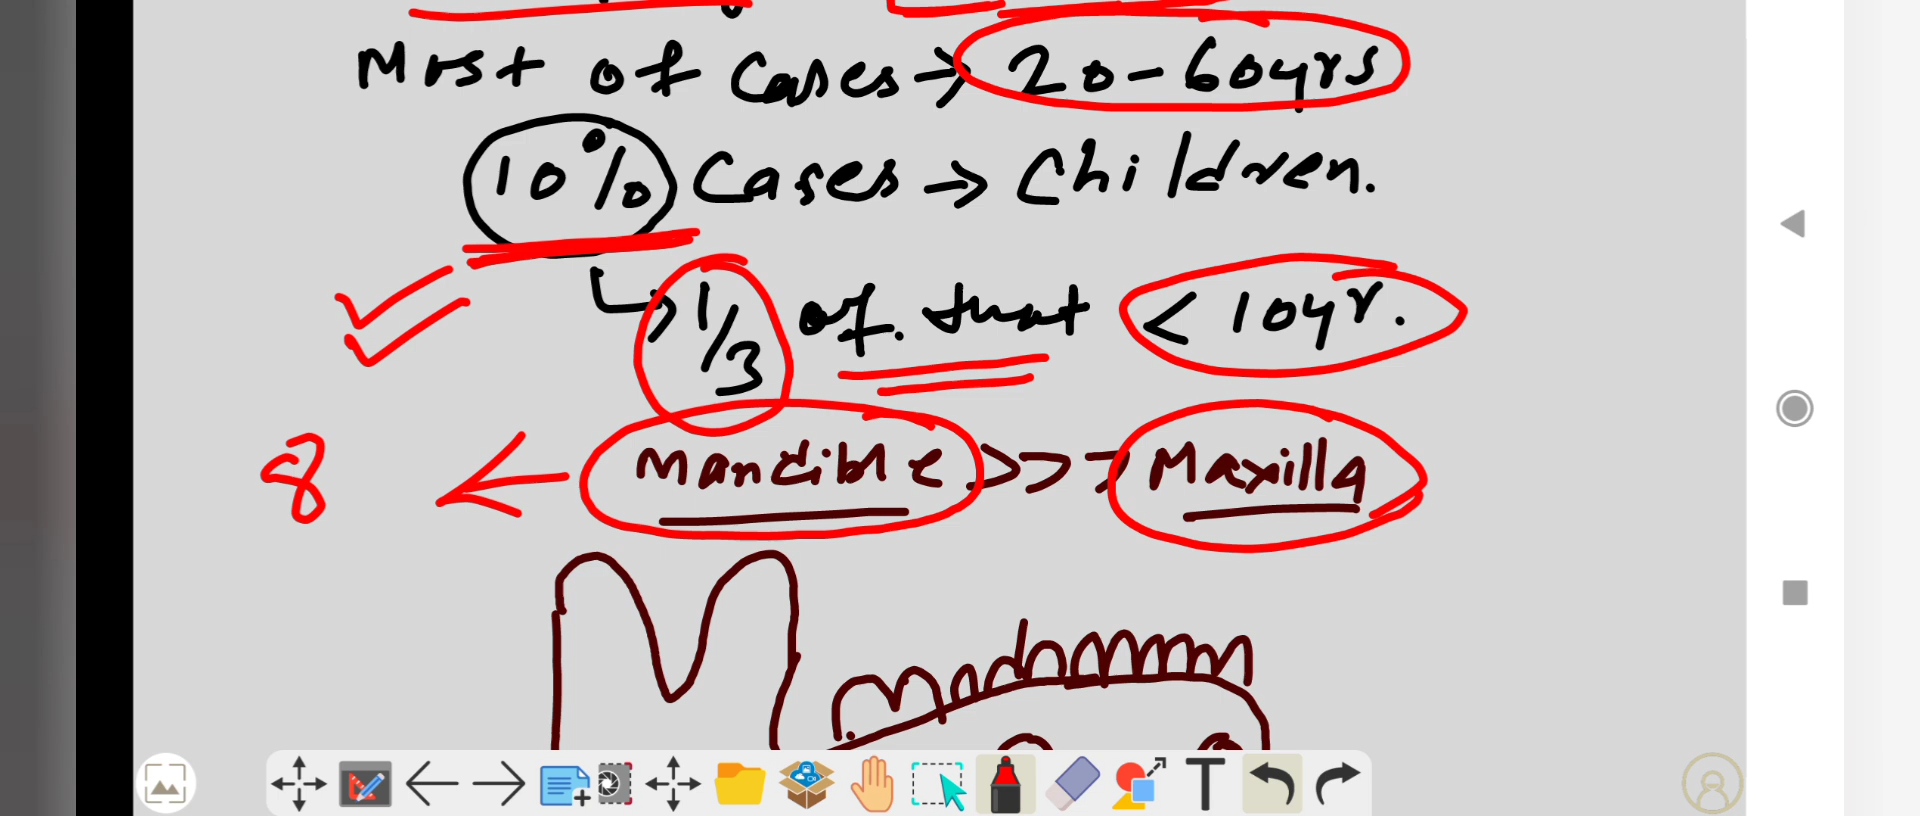 Most of Cases → 20-60yrs
10% Cases → Children.
↳ 1/3 of. that < 10yr.
8 ← Mandible >>> Maxilla
T